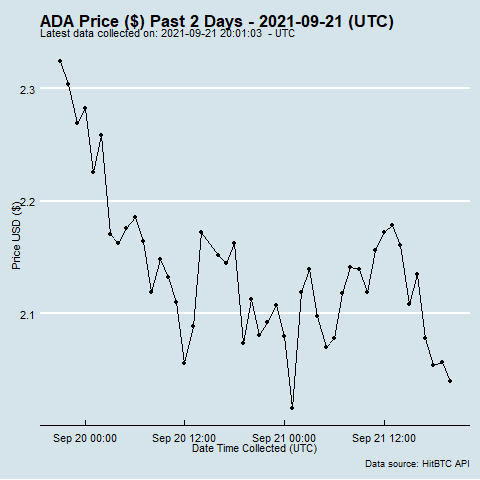 ADA Price ($) Past 2 Days - 2021-09-21 (UTC)
Latest data collected on: 2021-09-21 20:01:03 - UTC
2.3
2.2
2.1
Price USD ($)
Sep 20 00:00
Sep 20 12:00
Sep 21 00:00
Sep 21 12:00
Date Time Collected (UTC)
Data source: HitBTC API